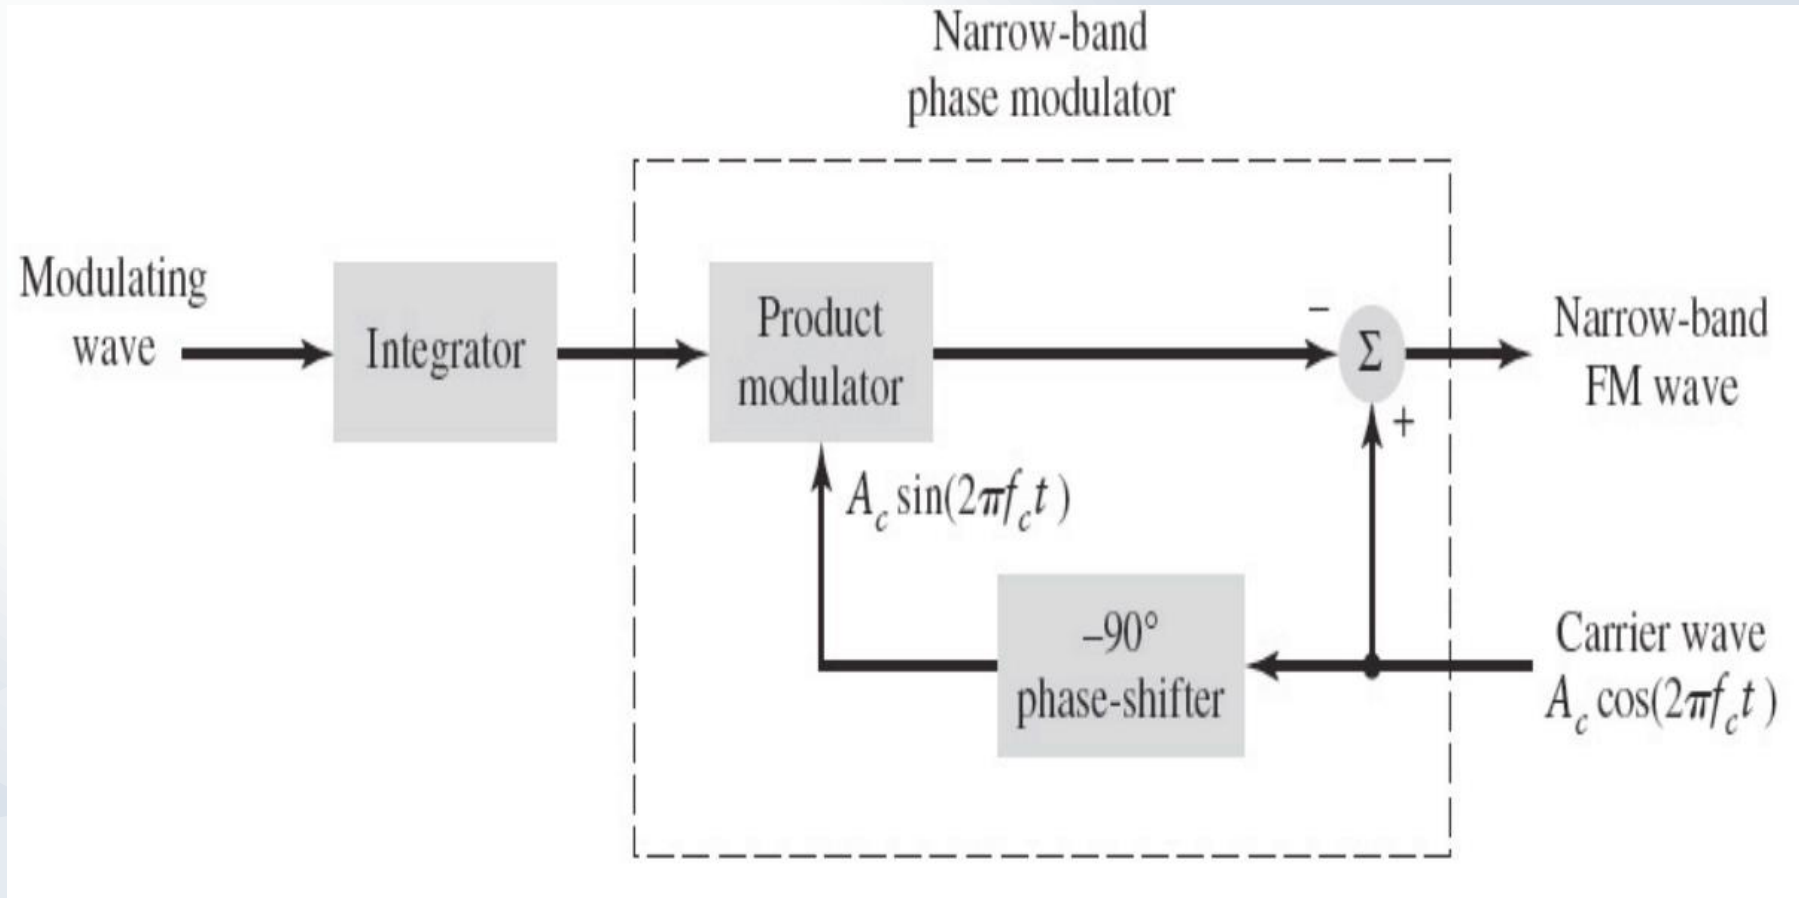 Narrow-band
phase modulator
Modulating
wave
Integrator
Product
modulator
−
Σ
+
Narrow-band
FM wave
A_c sin(2πf_c t)
–90°
phase-shifter
Carrier wave
A_c cos(2πf_c t)